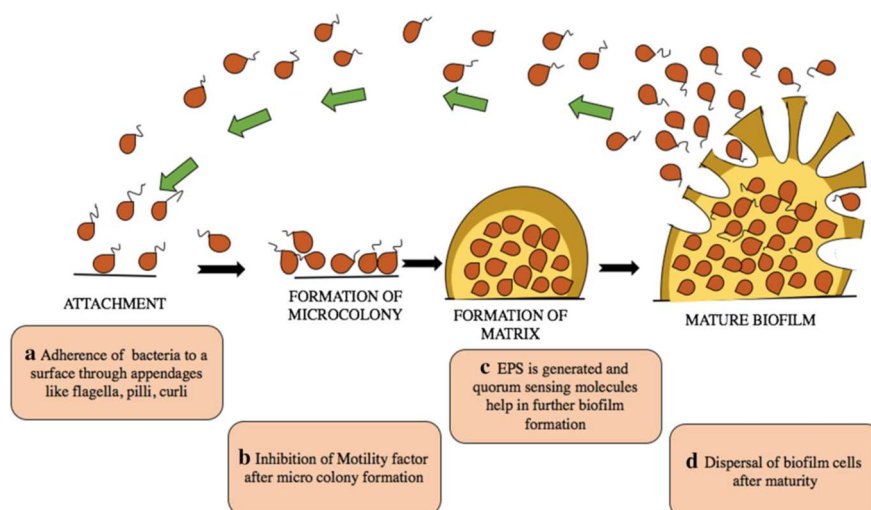 ATTACHMENT
FORMATION OF
MICROCOLONY
FORMATION OF
MATRIX
MATURE BIOFILM
a Adherence of bacteria to a
surface through appendages
like flagella, pilli, curli
b Inhibition of Motility factor
after micro colony formation
c EPS is generated and
quorum sensing molecules
help in further biofilm
formation
d Dispersal of biofilm cells
after maturity